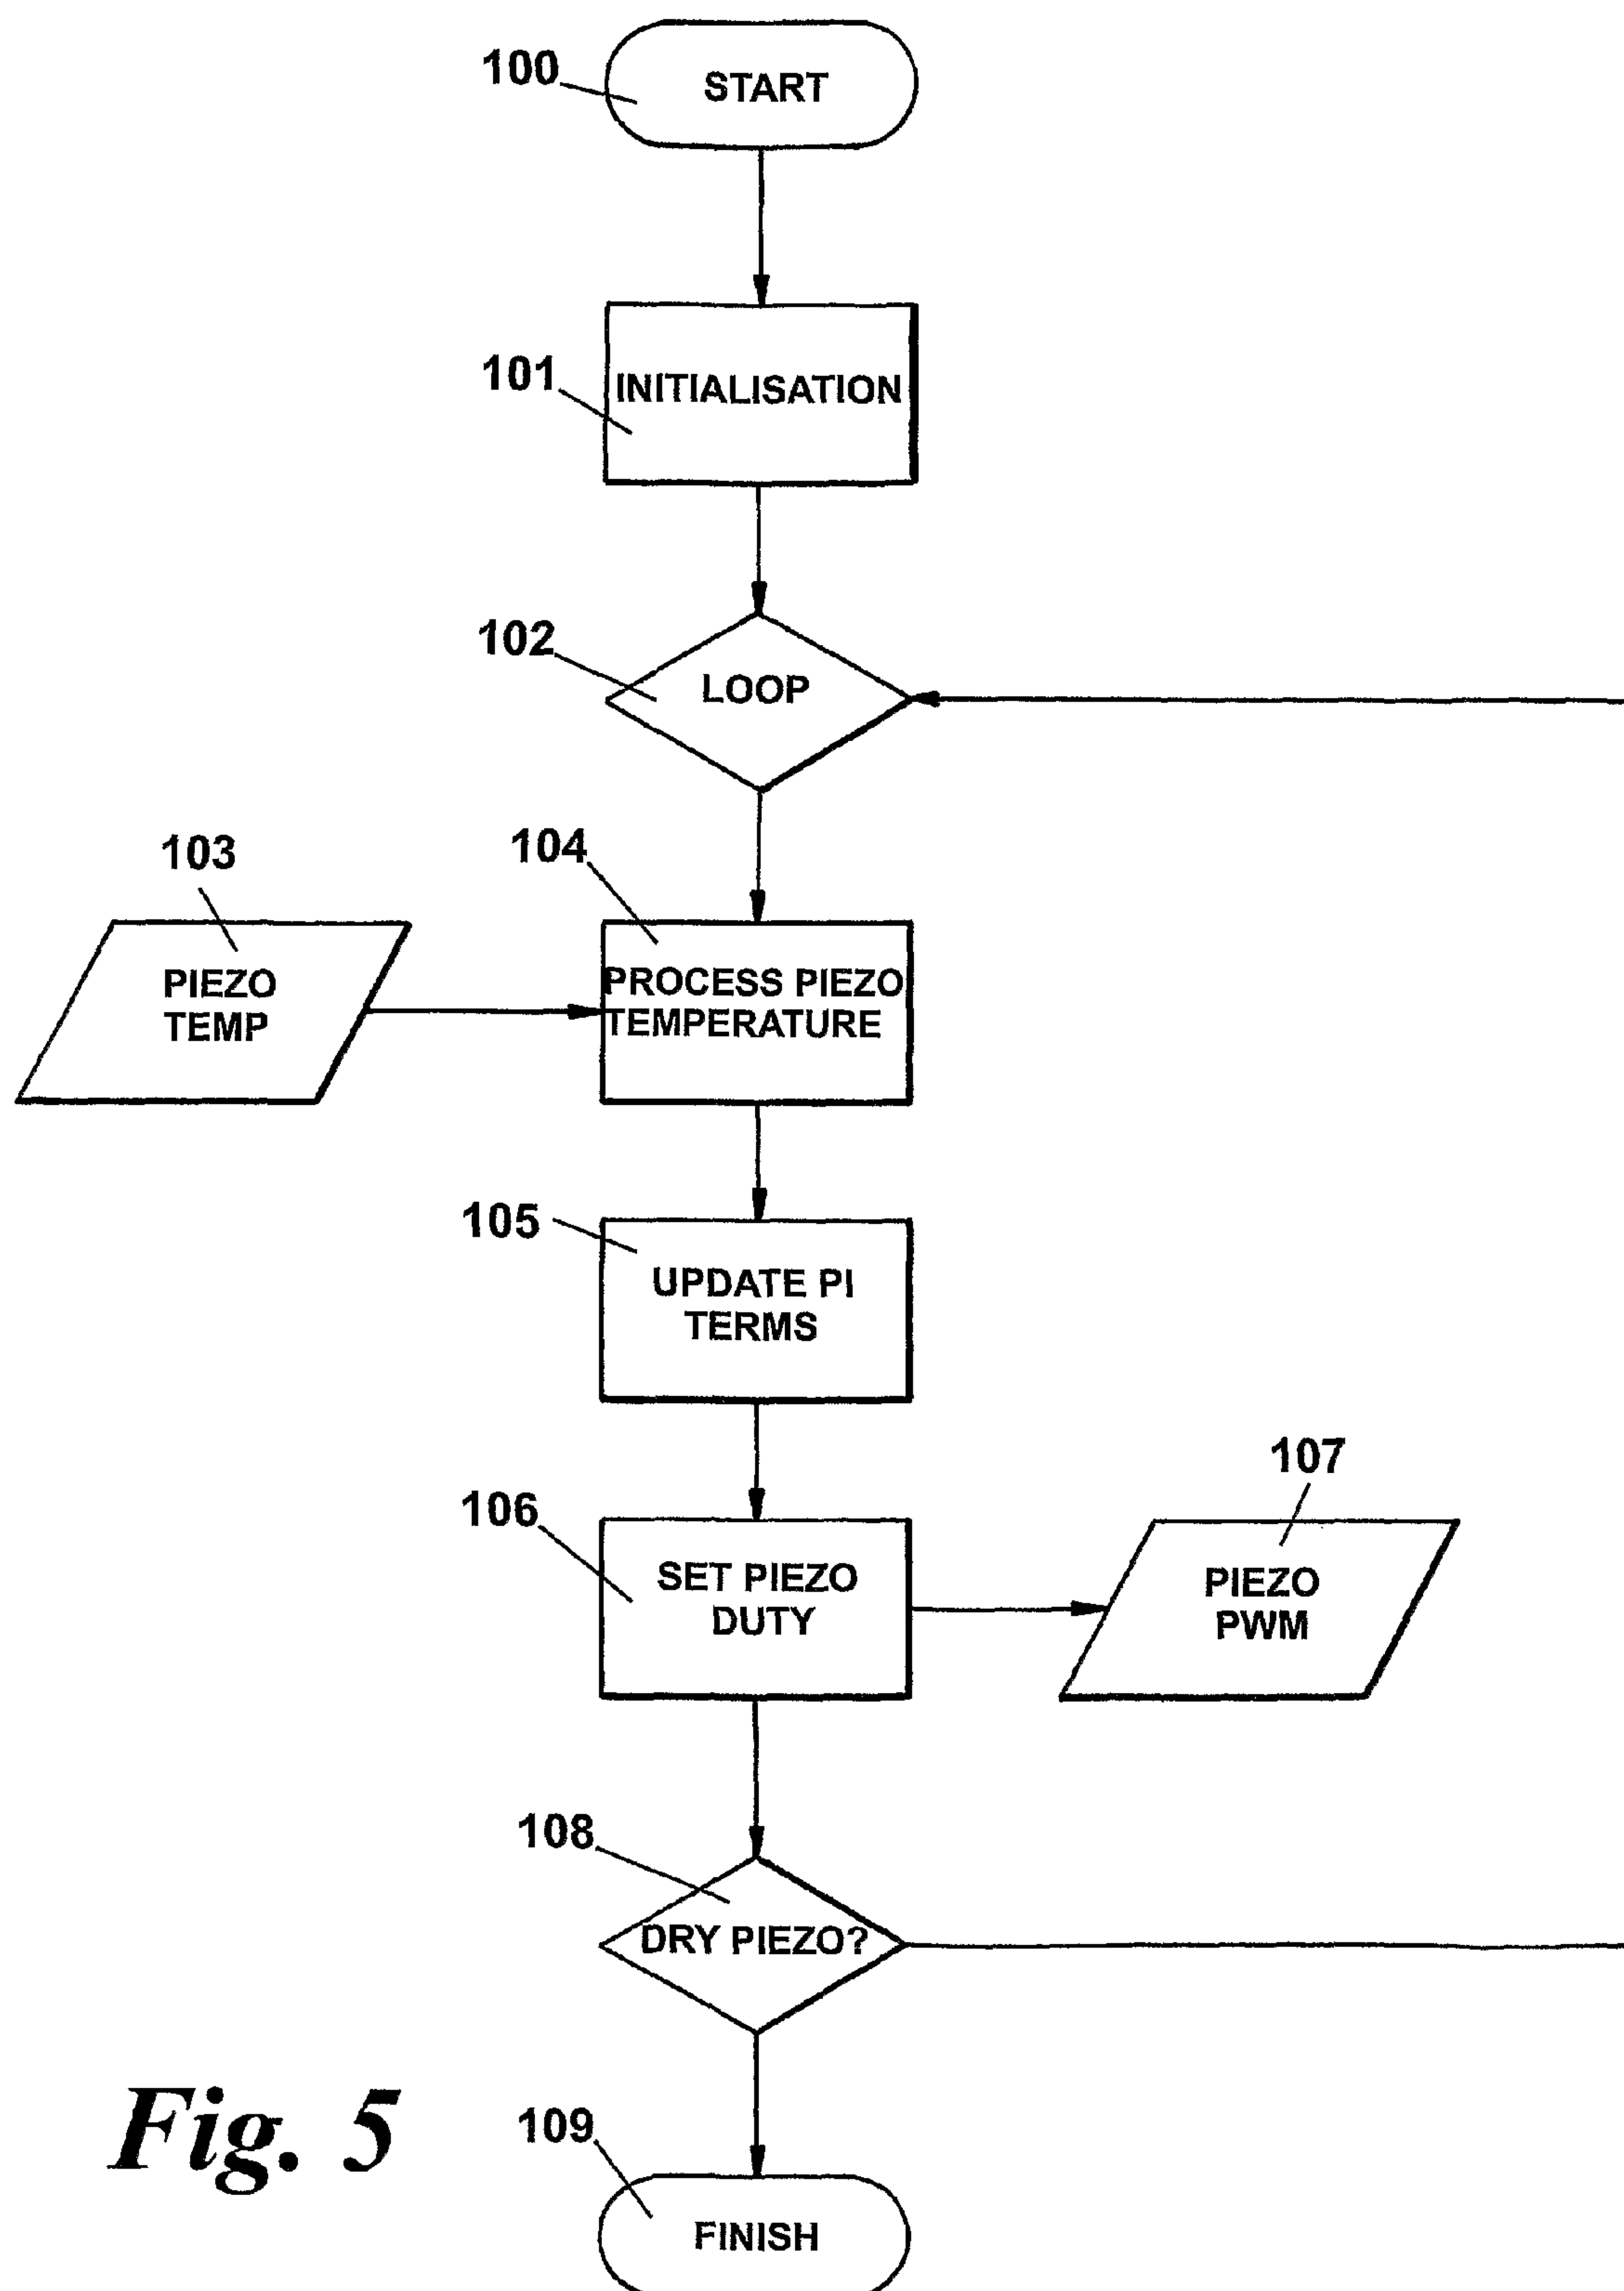 100
START
101
INITIALISATION
102
LOOP
103
PIEZO
TEMP
104
PROCESS PIEZO
TEMPERATURE
105
UPDATE PI
TERMS
106
SET PIEZO
DUTY
107
PIEZO
PWM
108
DRY PIEZO?
109
FINISH
Fig. 5